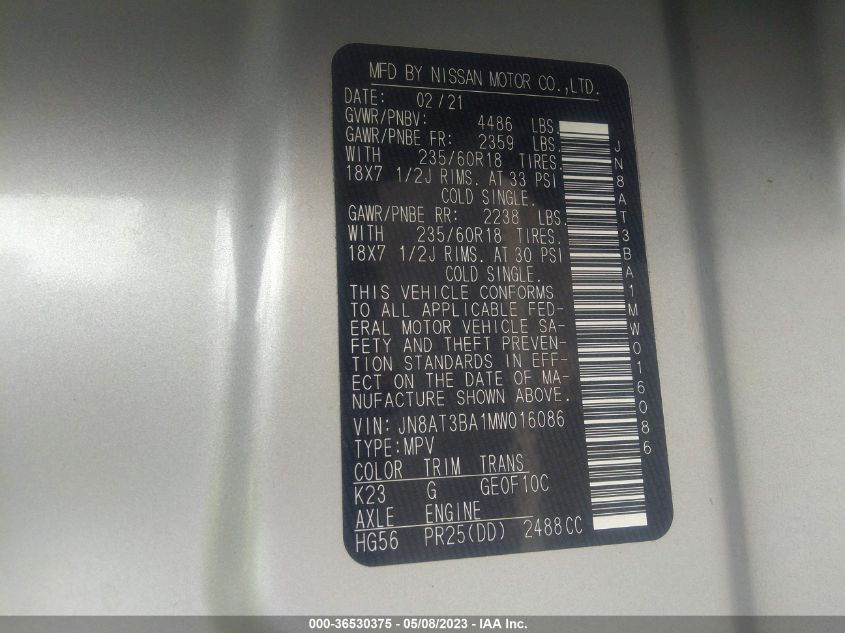 MFD BY NISSAN MOTOR CO.,LTD.
DATE: 02/21
GVWR/PNBV: 4486 LBS.
GAWR/PNBE FR: 2359 LBS.
WITH 235/60R18 TIRES.
18X7 1/2J RIMS. AT 33 PSI
COLD SINGLE.
GAWR/PNBE RR: 2238 LBS.
WITH 235/60R18 TIRES.
18X7 1/2J RIMS. AT 30 PSI
COLD SINGLE.
THIS VEHICLE CONFORMS
TO ALL APPLICABLE FED-
ERAL MOTOR VEHICLE SA-
FETY AND THEFT PREVEN-
TION STANDARDS IN EFF-
ECT ON THE DATE OF MA-
NUFACTURE SHOWN ABOVE.
VIN: JN8AT3BA1MW016086
TYPE:MPV
COLOR TRIM TRANS
K23 G GE0F10C
AXLE ENGINE
HG56 PR25(DD) 2488CC
JN8AT3BA1MW016086
000-36530375 - 05/08/2023 - IAA Inc.